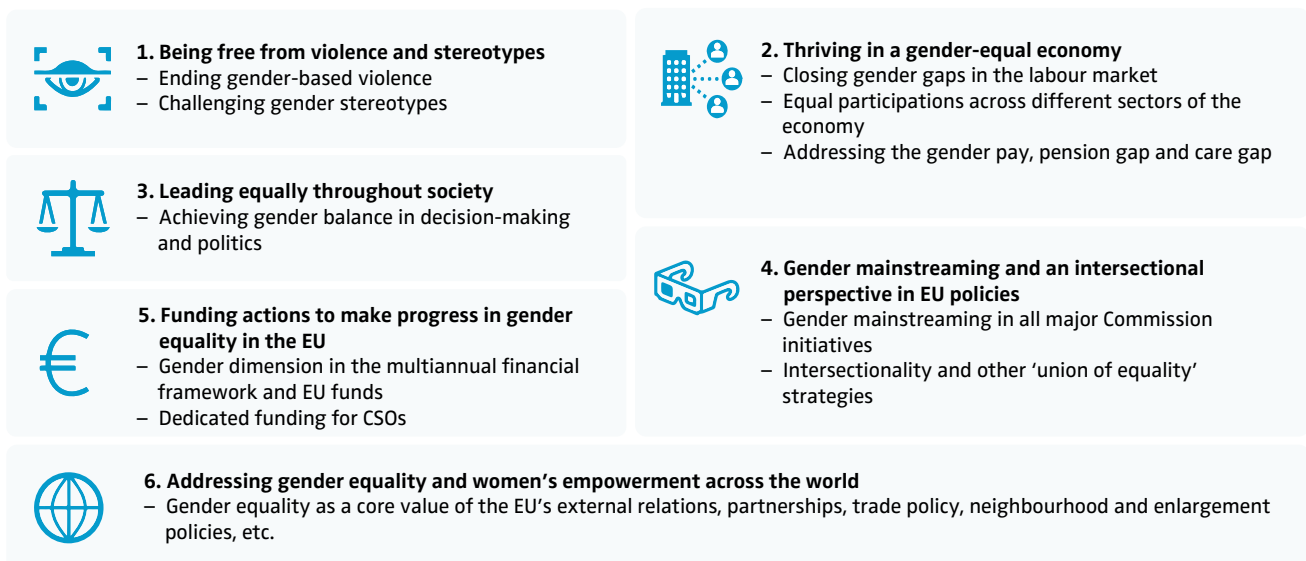 1. Being free from violence and stereotypes
– Ending gender-based violence
– Challenging gender stereotypes
2. Thriving in a gender-equal economy
– Closing gender gaps in the labour market
– Equal participations across different sectors of the
economy
– Addressing the gender pay, pension gap and care gap
3. Leading equally throughout society
– Achieving gender balance in decision-making
and politics
4. Gender mainstreaming and an intersectional
perspective in EU policies
– Gender mainstreaming in all major Commission
initiatives
– Intersectionality and other ‘union of equality’
strategies
5. Funding actions to make progress in gender
equality in the EU
– Gender dimension in the multiannual financial
framework and EU funds
– Dedicated funding for CSOs
6. Addressing gender equality and women’s empowerment across the world
– Gender equality as a core value of the EU’s external relations, partnerships, trade policy, neighbourhood and enlargement
policies, etc.